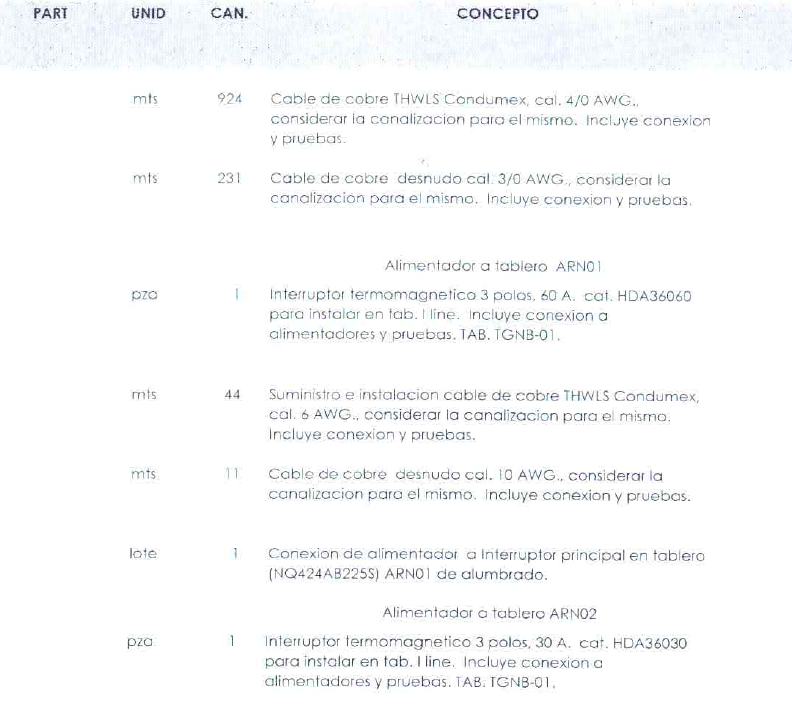 PART UNID CAN. CONCEPTO
mts 924 Cable de cobre THWLS Condumex, cal. 4/0 AWG.,
considerar la canalizacion para el mismo. Incluye conexion
y pruebas.
mts 231 Cable de cobre desnudo cal. 3/0 AWG., considerar la
canalizacion para el mismo. Incluye conexion y pruebas.
Alimentador a tablero ARN01
pza 1 Interruptor termomagnetico 3 polos, 60 A. cat. HDA36060
para instalar en tab. I line. Incluye conexion a
alimentadores y pruebas. TAB. TGNB-01.
mts 44 Suministro e instalacion cable de cobre THWLS Condumex,
cal. 6 AWG., considerar la canalizacion para el mismo.
Incluye conexion y pruebas.
mts 11 Cable de cobre desnudo cal. 10 AWG., considerar la
canalizacion para el mismo. Incluye conexion y pruebas.
lote 1 Conexion de alimentador a Interruptor principal en tablero
(NQ424AB225S) ARN01 de alumbrado.
Alimentador a tablero ARN02
pza 1 Interruptor termomagnetico 3 polos, 30 A. cat. HDA36030
para instalar en tab. I line. Incluye conexion a
alimentadores y pruebas. TAB. TGNB-01.